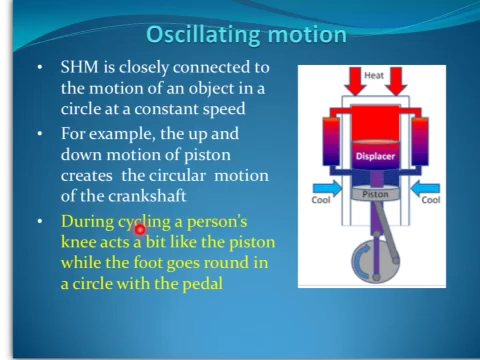 Oscillating motion
• SHM is closely connected to
the motion of an object in a
circle at a constant speed
• For example, the up and
down motion of piston
creates the circular motion
of the crankshaft
• During cycling a person's
knee acts a bit like the piston
while the foot goes round in
a circle with the pedal
Heat
Displacer
Piston
Cool
Cool